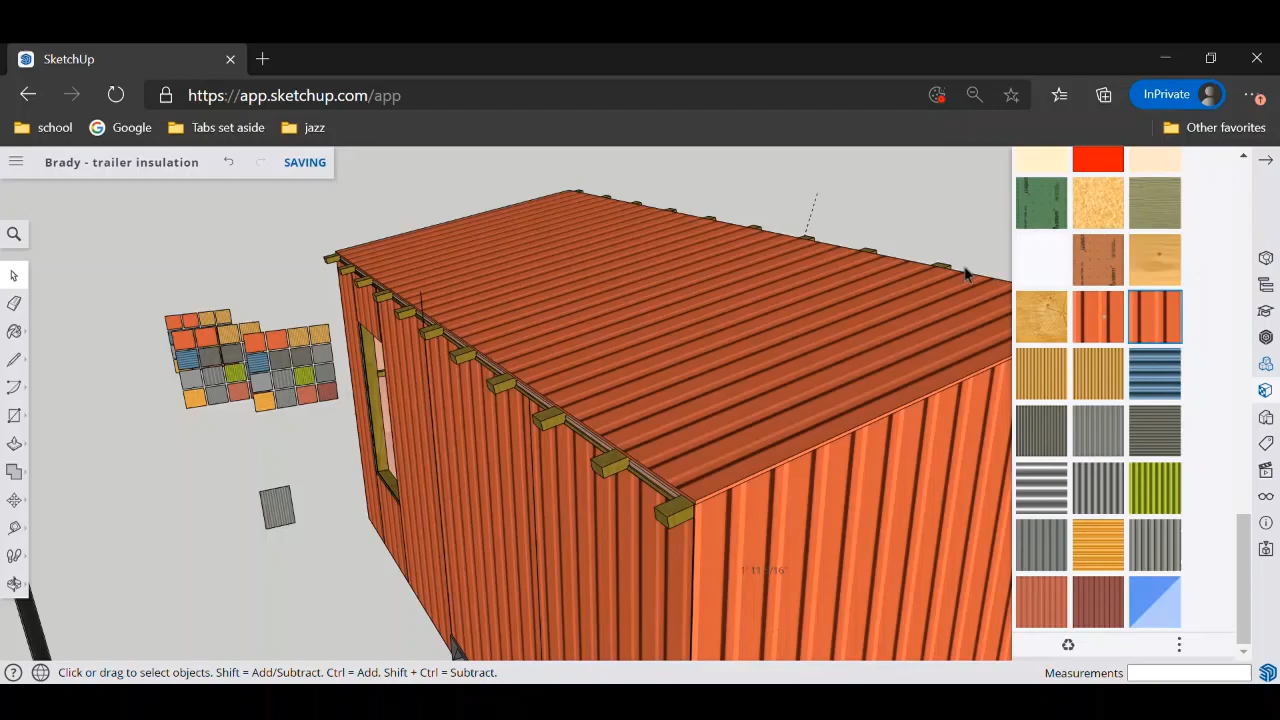 SketchUp
https://app.sketchup.com/app
InPrivate
school
Google
Tabs set aside
jazz
Other favorites
Brady - trailer insulation
SAVING
Click or drag to select objects. Shift = Add/Subtract. Ctrl = Add. Shift + Ctrl = Subtract.
Measurements